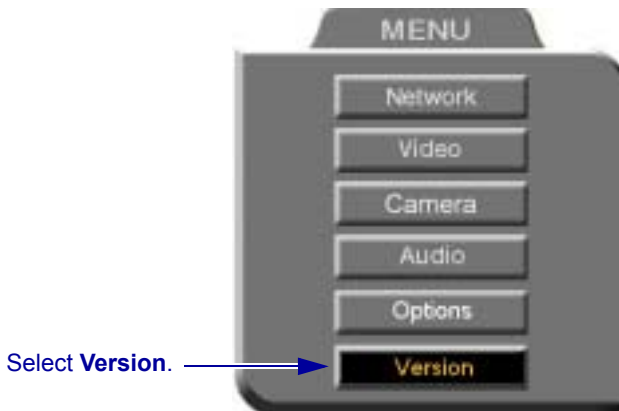 MENU
Network
Video
Camera
Audio
Options
Select Version.
Version